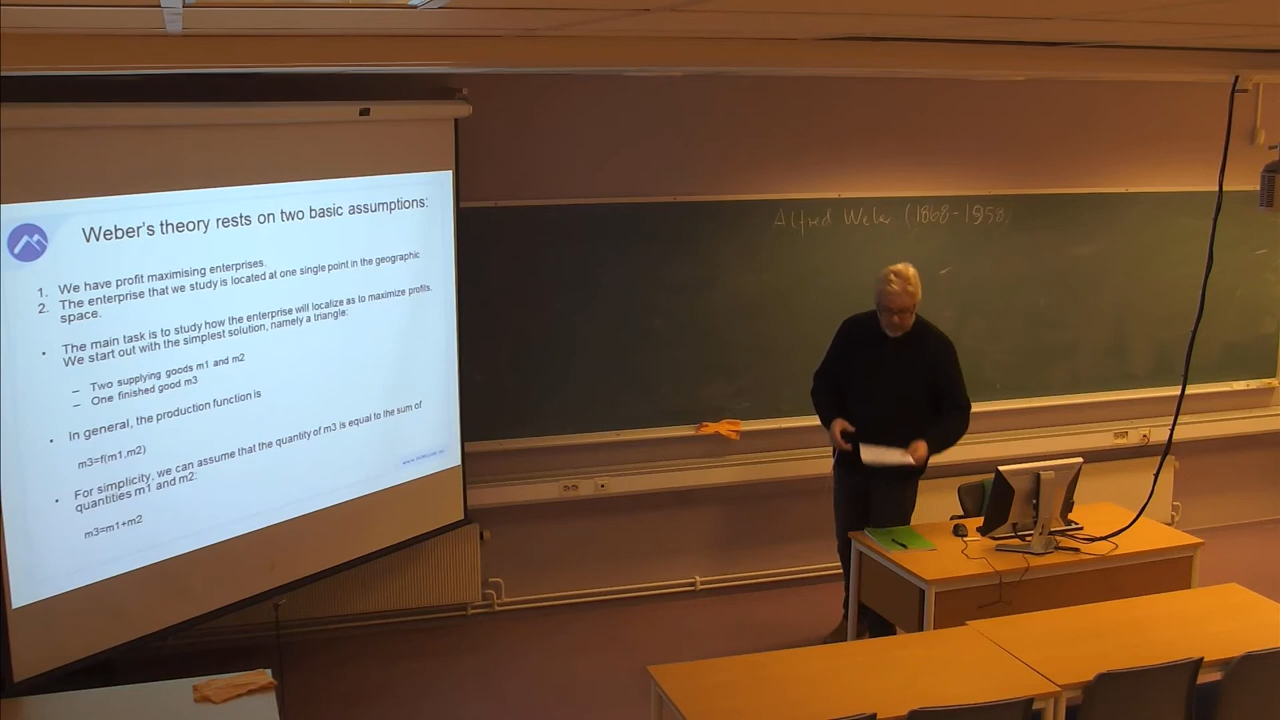 Weber's theory rests on two basic assumptions:
1. We have profit maximising enterprises.
2. The enterprise that we study is located at one single point in the geographic
space.
• The main task is to study how the enterprise will localize as to maximize profits.
We start out with the simplest solution, namely a triangle:
– Two supplying goods m1 and m2
– One finished good m3
• In general, the production function is
m3=f(m1,m2)
• For simplicity, we can assume that the quantity of m3 is equal to the sum of
quantities m1 and m2:
m3=m1+m2
Alfred Weber (1868-1958)